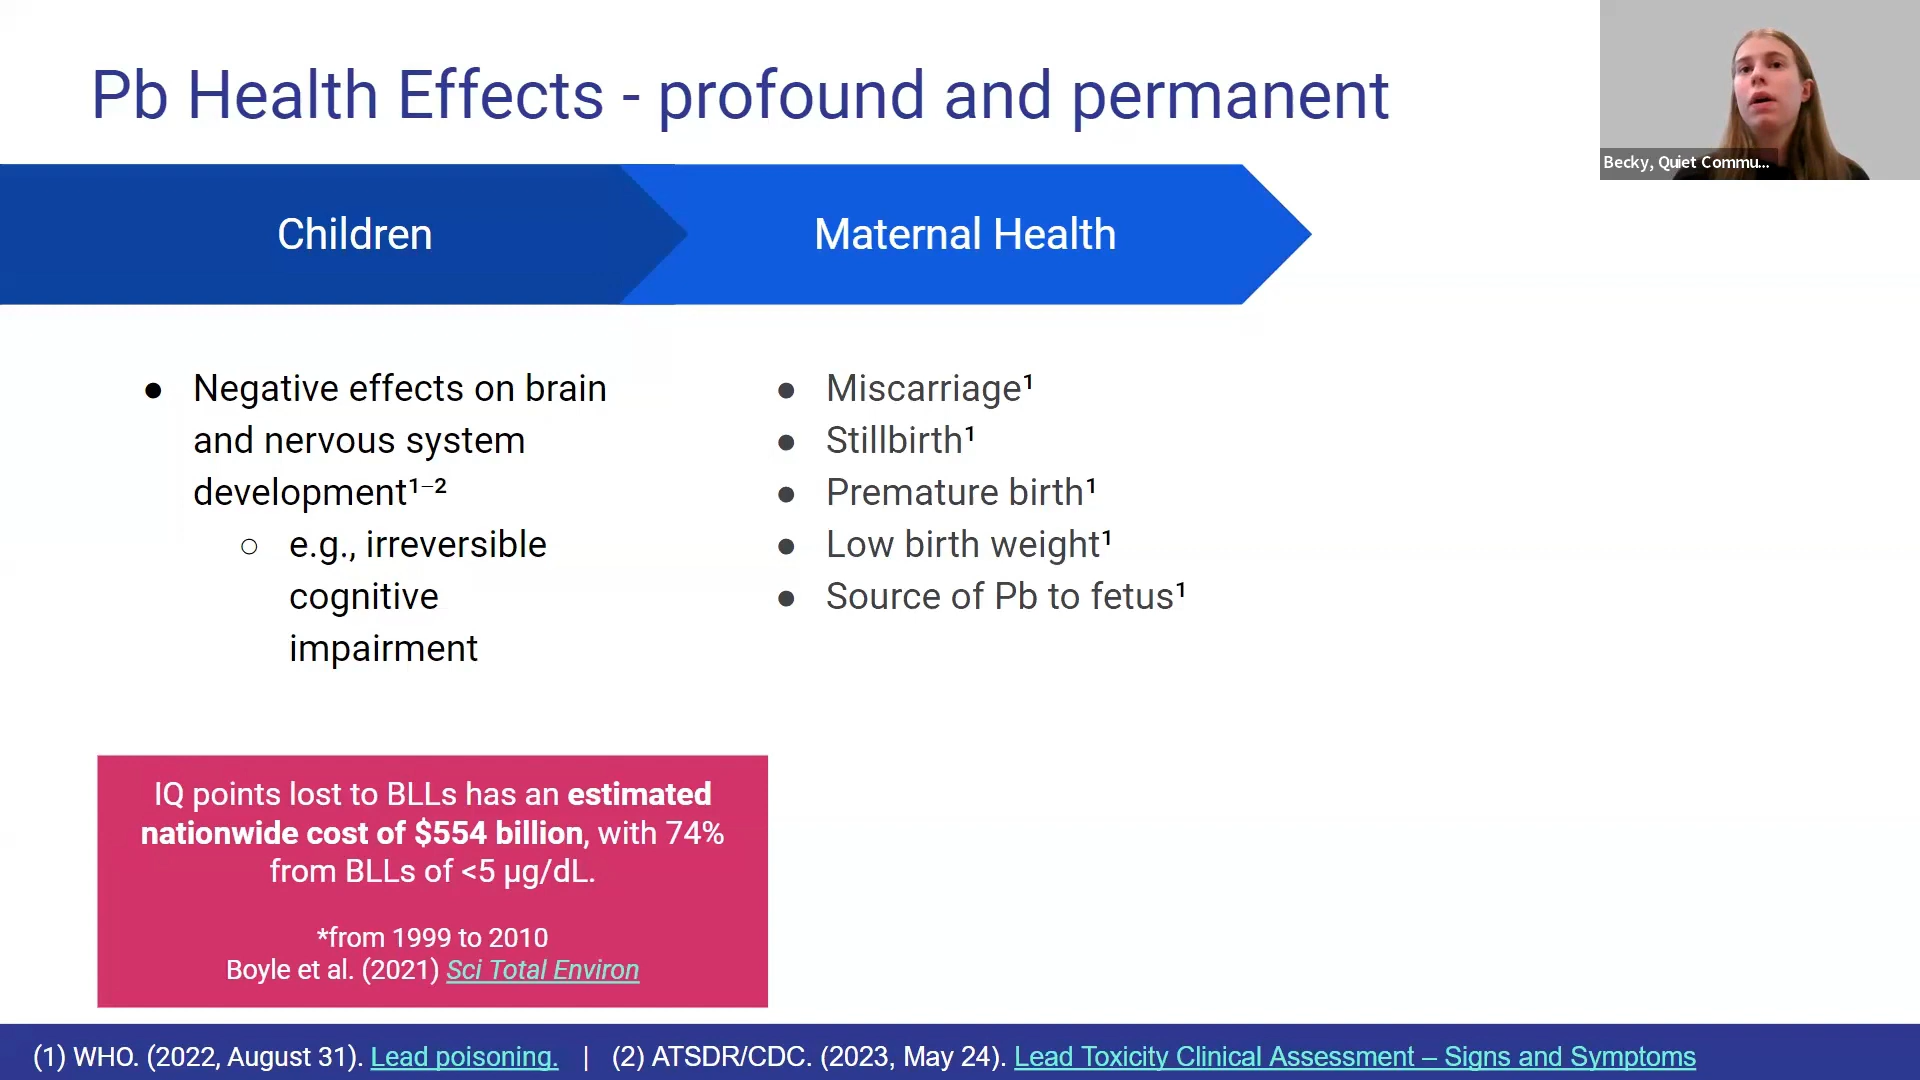 Pb Health Effects - profound and permanent
Becky, Quiet Commu...
Children
Maternal Health
● Negative effects on brain
and nervous system
development¹⁻²
○ e.g., irreversible
cognitive
impairment
● Miscarriage¹
● Stillbirth¹
● Premature birth¹
● Low birth weight¹
● Source of Pb to fetus¹
IQ points lost to BLLs has an estimated
nationwide cost of $554 billion, with 74%
from BLLs of <5 µg/dL.
*from 1999 to 2010
Boyle et al. (2021) Sci Total Environ
(1) WHO. (2022, August 31). Lead poisoning. | (2) ATSDR/CDC. (2023, May 24). Lead Toxicity Clinical Assessment – Signs and Symptoms